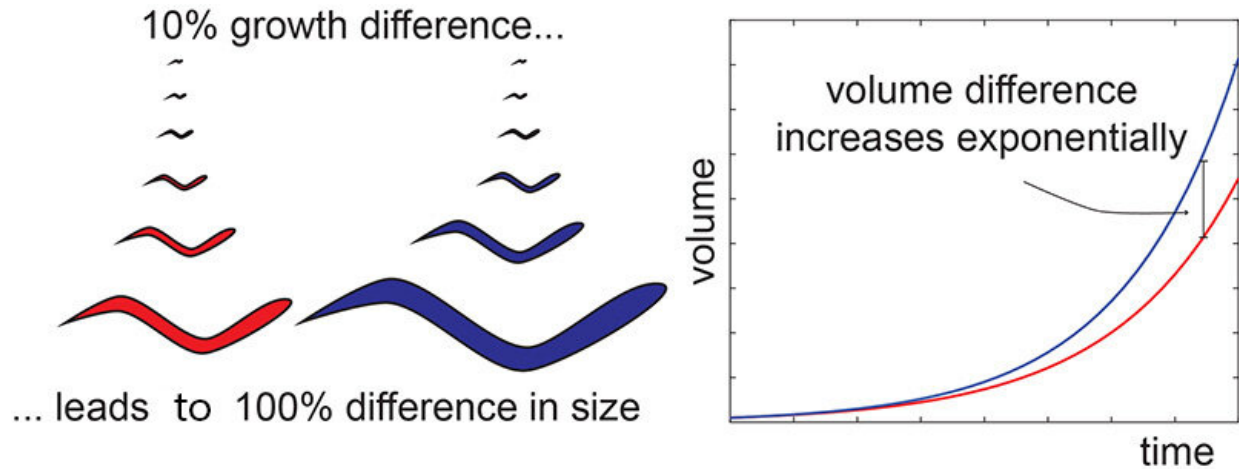 10% growth difference...
... leads to 100% difference in size
volume difference
increases exponentially
volume
time